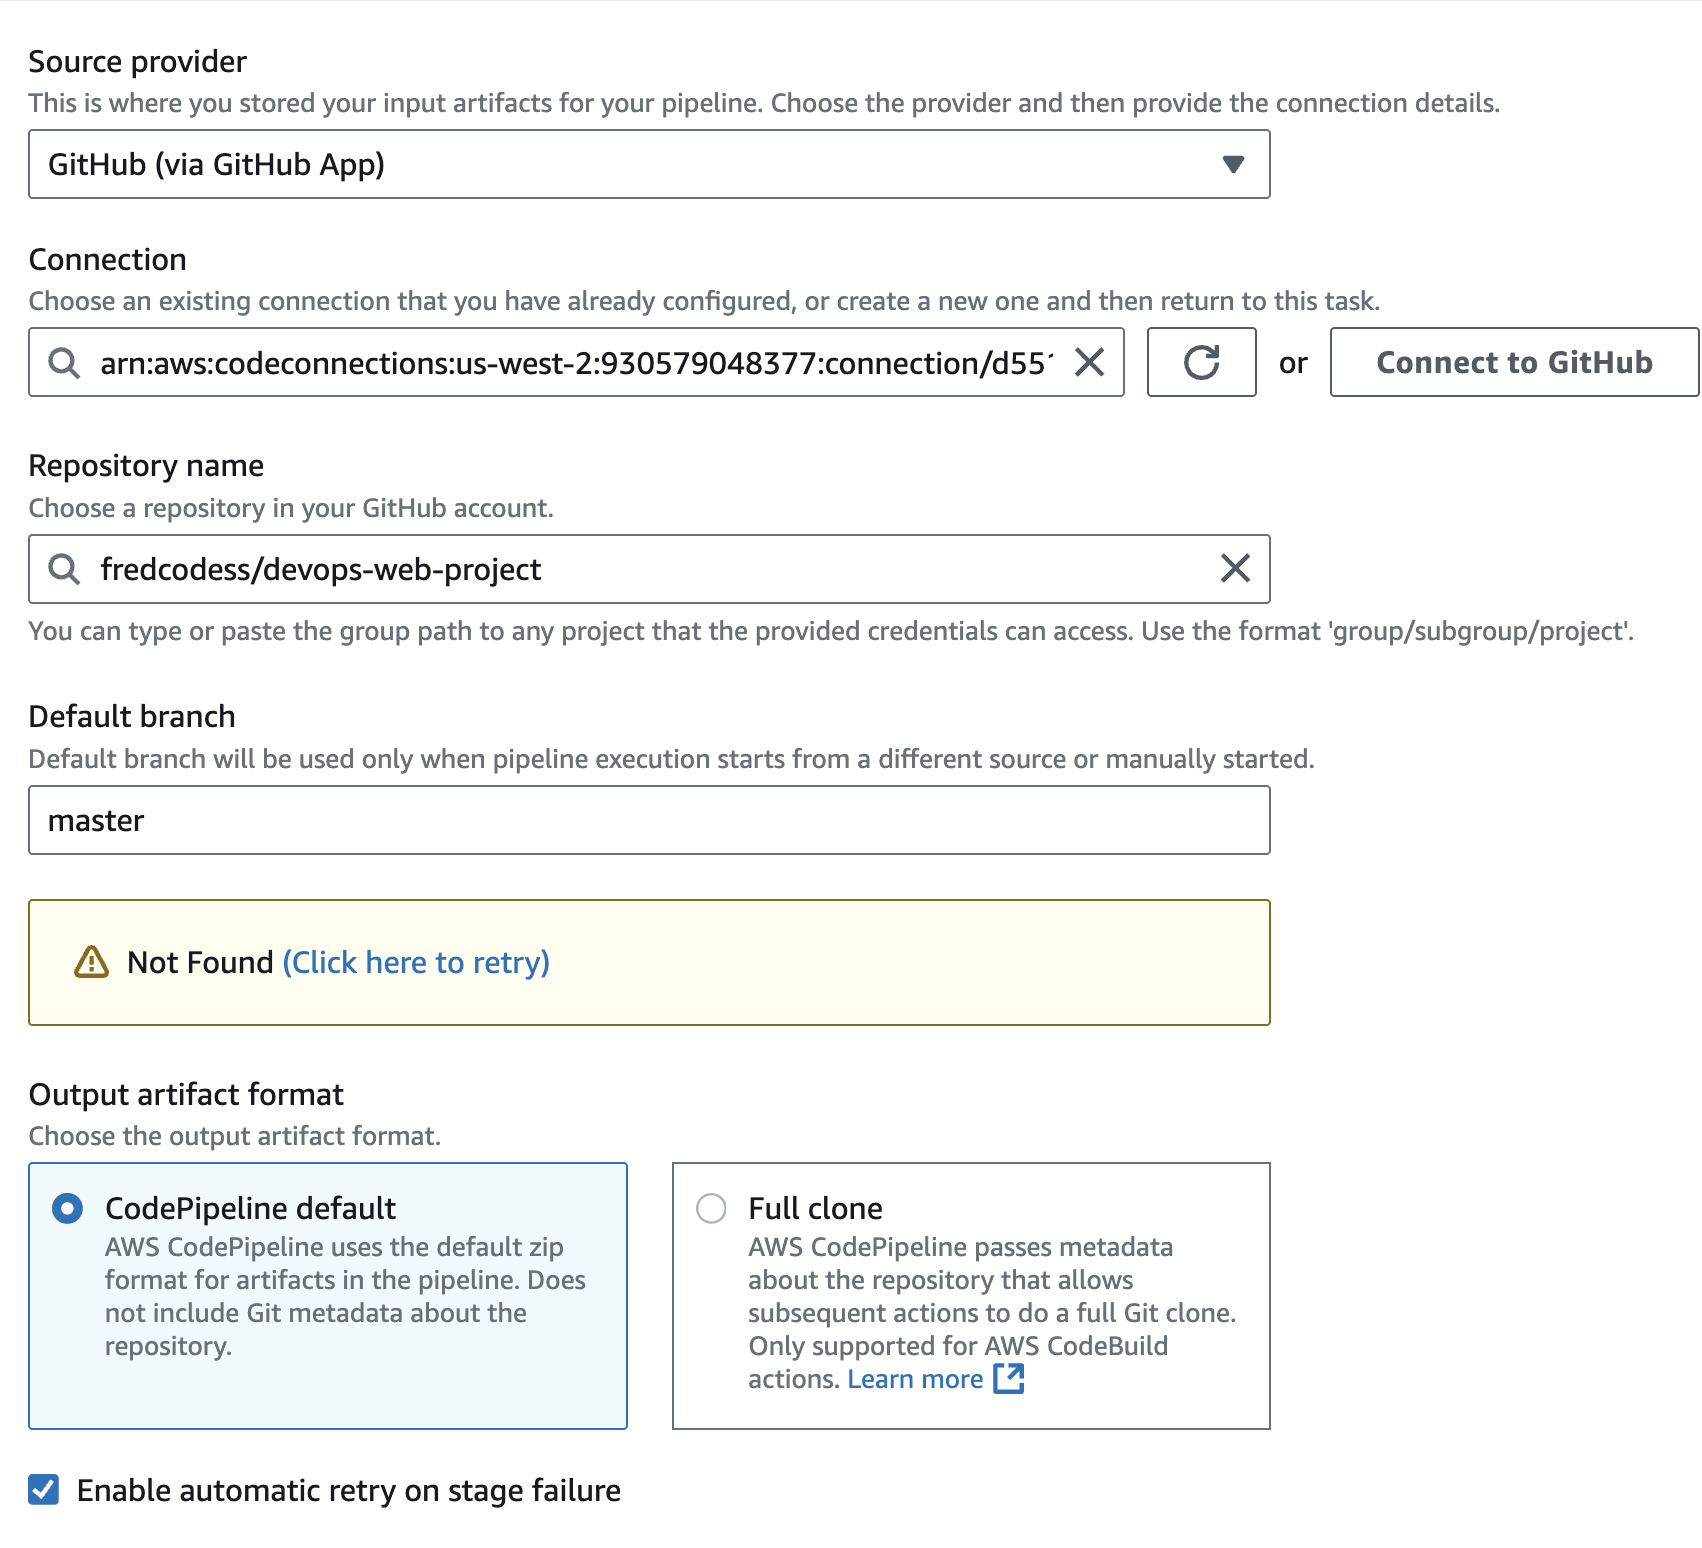 Source provider
This is where you stored your input artifacts for your pipeline. Choose the provider and then provide the connection details.
GitHub (via GitHub App)
Connection
Choose an existing connection that you have already configured, or create a new one and then return to this task.
arn:aws:codeconnections:us-west-2:930579048377:connection/d551 or Connect to GitHub
Repository name
Choose a repository in your GitHub account.
fredcodess/devops-web-project
You can type or paste the group path to any project that the provided credentials can access. Use the format 'group/subgroup/project'.
Default branch
Default branch will be used only when pipeline execution starts from a different source or manually started.
master
Not Found (Click here to retry)
Output artifact format
Choose the output artifact format.
CodePipeline default
AWS CodePipeline uses the default zip
format for artifacts in the pipeline. Does
not include Git metadata about the
repository.
Full clone
AWS CodePipeline passes metadata
about the repository that allows
subsequent actions to do a full Git clone.
Only supported for AWS CodeBuild
actions. Learn more
Enable automatic retry on stage failure